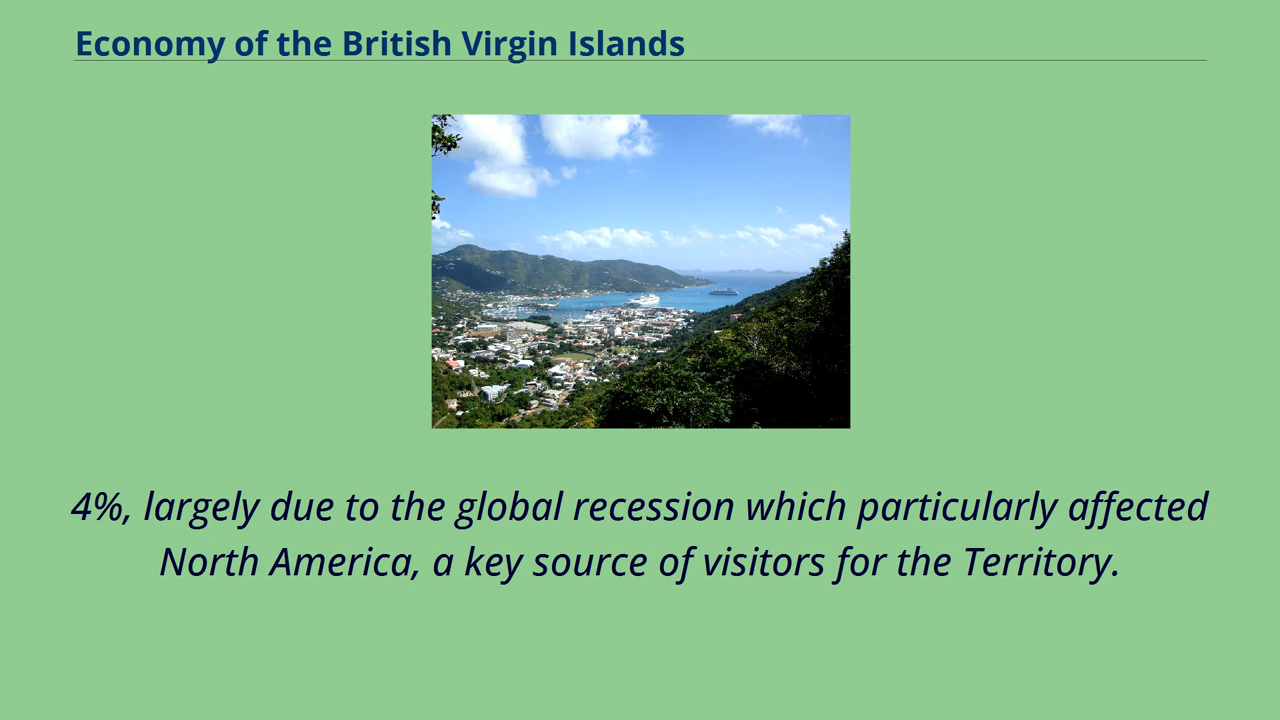 Economy of the British Virgin Islands
4%, largely due to the global recession which particularly affected
North America, a key source of visitors for the Territory.